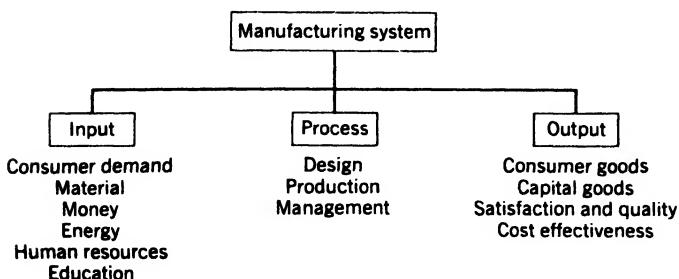 Manufacturing system
Input
Consumer demand
Material
Money
Energy
Human resources
Education
Process
Design
Production
Management
Output
Consumer goods
Capital goods
Satisfaction and quality
Cost effectiveness